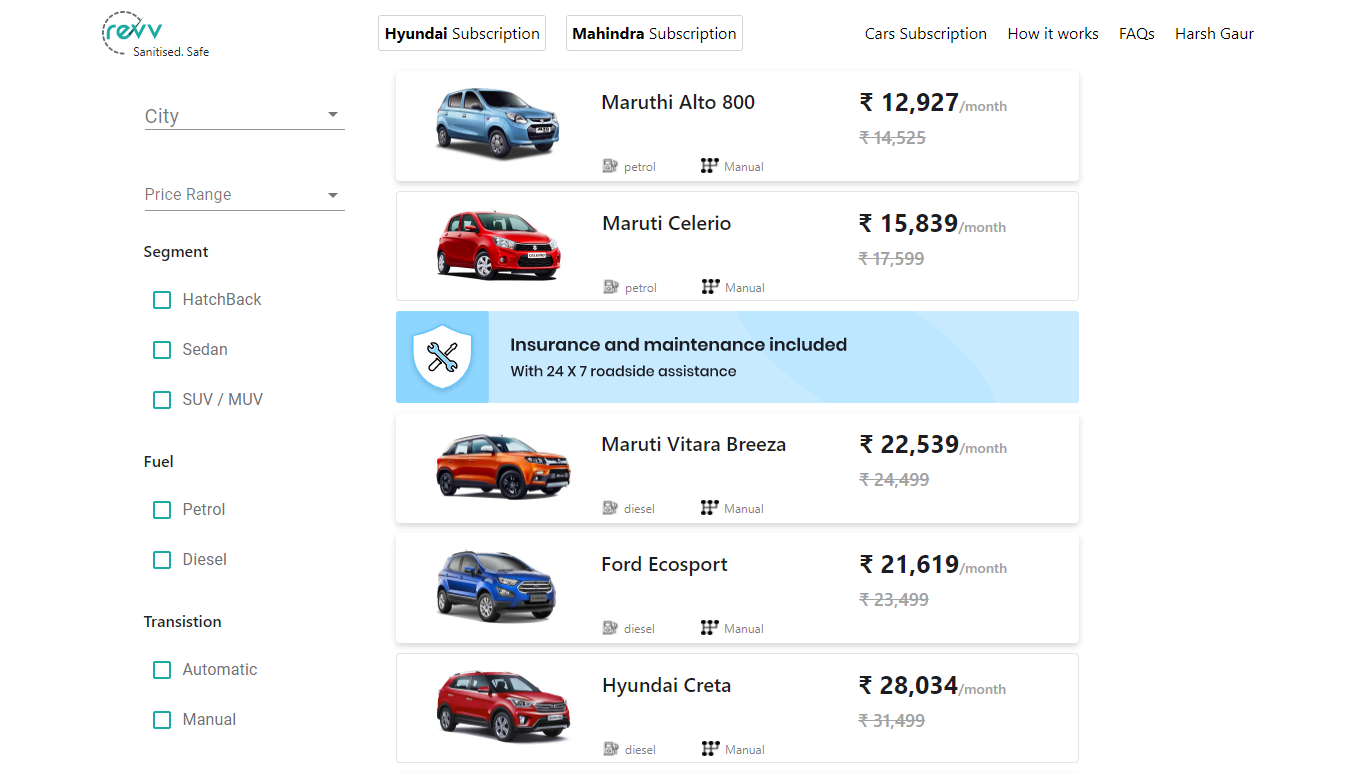 revv
Sanitised. Safe
Hyundai Subscription
Mahindra Subscription
Cars Subscription
How it works
FAQs
Harsh Gaur
City
Price Range
Segment
HatchBack
Sedan
SUV / MUV
Fuel
Petrol
Diesel
Transistion
Automatic
Manual
Maruthi Alto 800
₹ 12,927/month
₹ 14,525
petrol
Manual
Maruti Celerio
₹ 15,839/month
₹ 17,599
petrol
Manual
Insurance and maintenance included
With 24 X 7 roadside assistance
Maruti Vitara Breeza
₹ 22,539/month
₹ 24,499
diesel
Manual
Ford Ecosport
₹ 21,619/month
₹ 23,499
diesel
Manual
Hyundai Creta
₹ 28,034/month
₹ 31,499
diesel
Manual